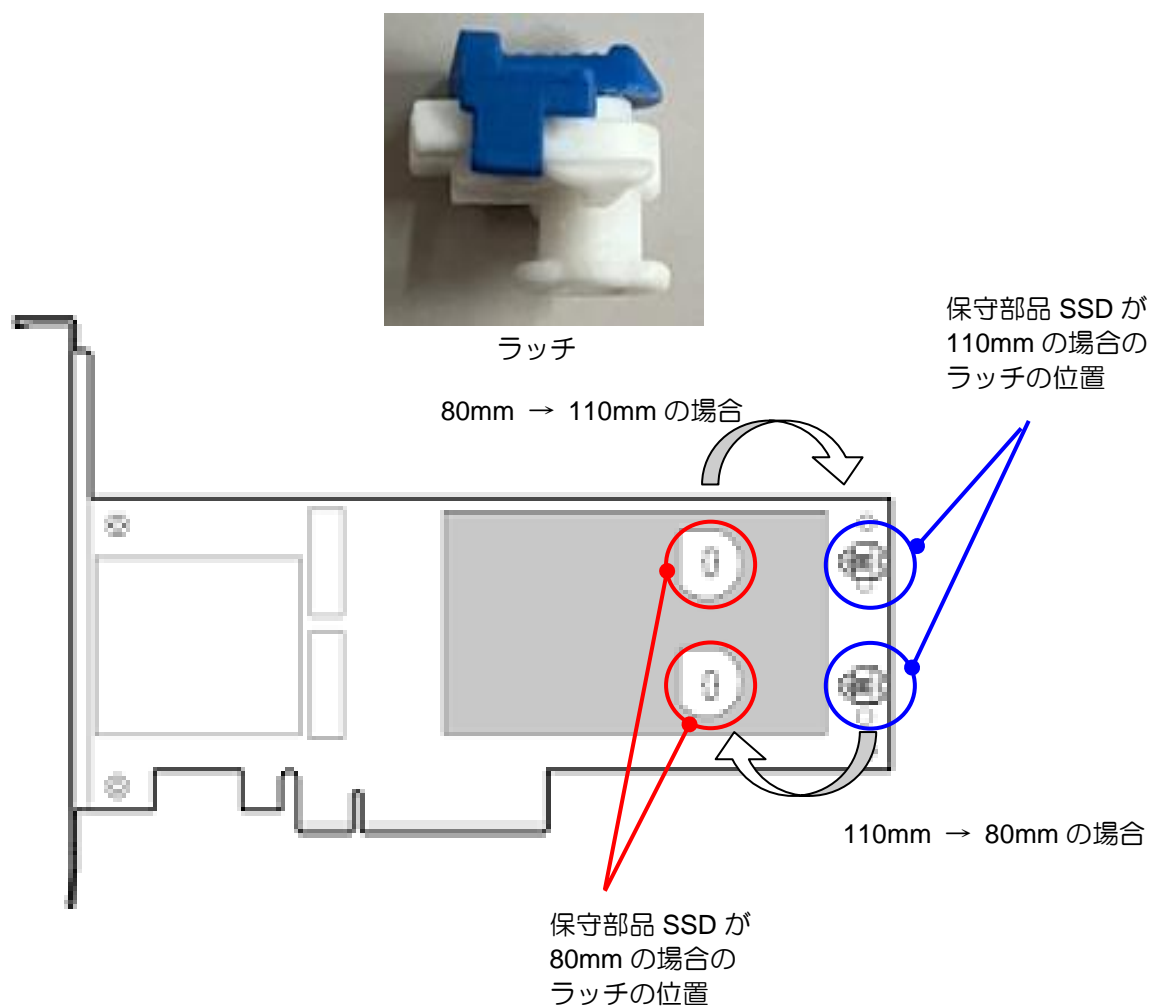 ラッチ
保守部品 SSD が
110mm の場合の
ラッチの位置
80mm → 110mm の場合
110mm → 80mm の場合
保守部品 SSD が
80mm の場合の
ラッチの位置